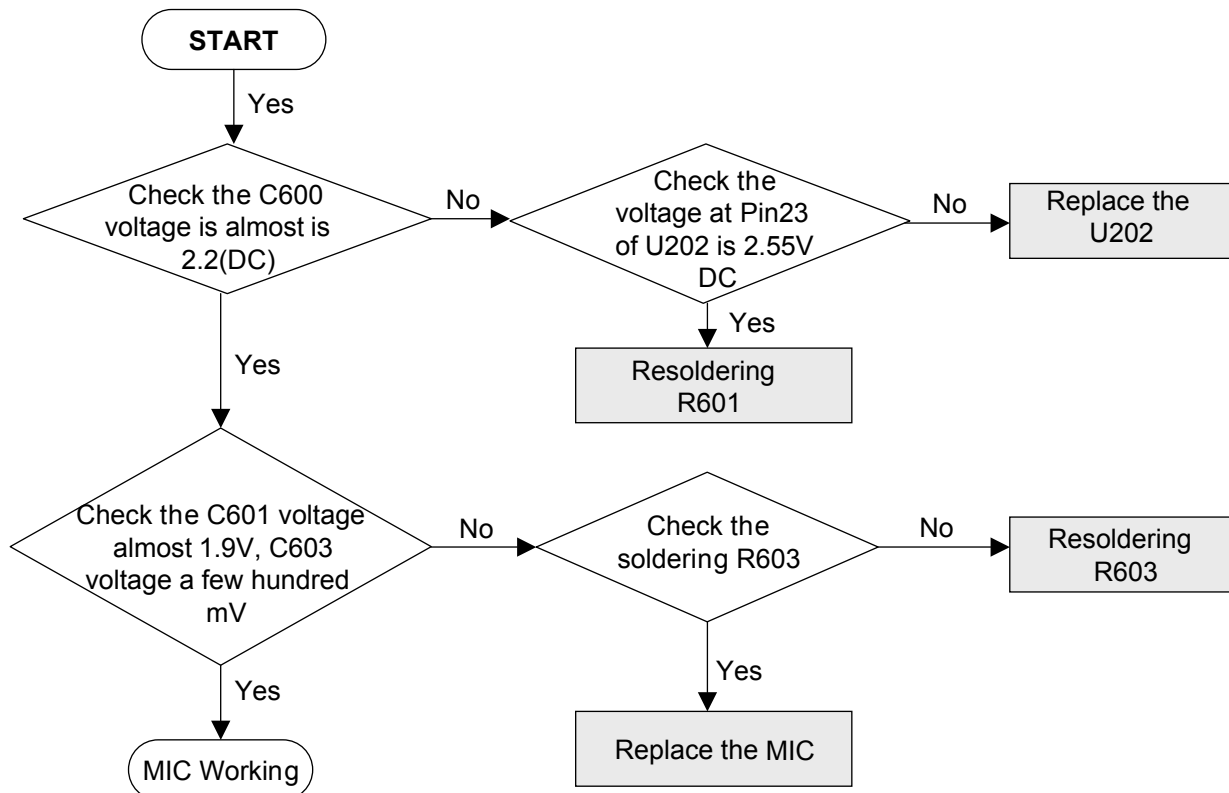 START
Yes
Check the C600
voltage is almost is
2.2(DC)
No
Check the
voltage at Pin23
of U202 is 2.55V
DC
No
Replace the
U202
Yes
Resoldering
R601
Yes
Check the C601 voltage
almost 1.9V, C603
voltage a few hundred
mV
No
Check the
soldering R603
No
Resoldering
R603
Yes
Replace the MIC
Yes
MIC Working